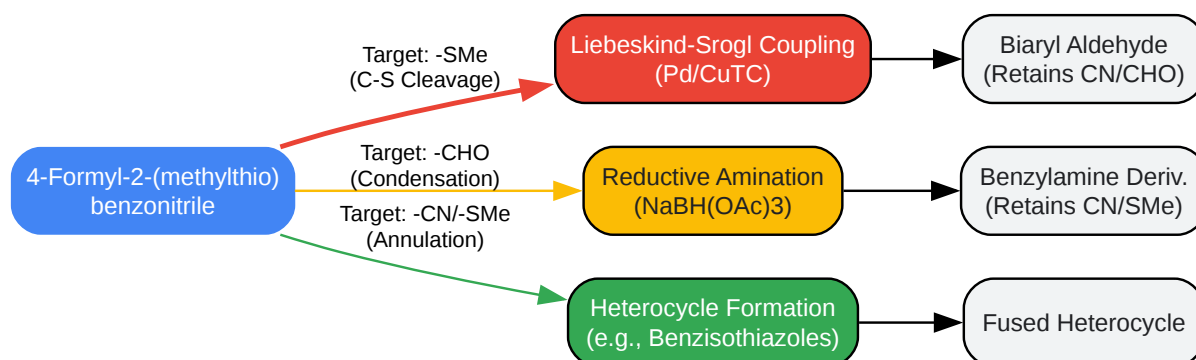 Target: -SMe
(C-S Cleavage)
Liebeskind-Srogl Coupling
(Pd/CuTC)
Biaryl Aldehyde
(Retains CN/CHO)
4-Formyl-2-(methylthio)
benzonitrile
Target: -CHO
(Condensation)
Reductive Amination
(NaBH(OAc)3)
Benzylamine Deriv.
(Retains CN/SMe)
Target: -CN/-SMe
(Annulation)
Heterocycle Formation
(e.g., Benzisothiazoles)
Fused Heterocycle